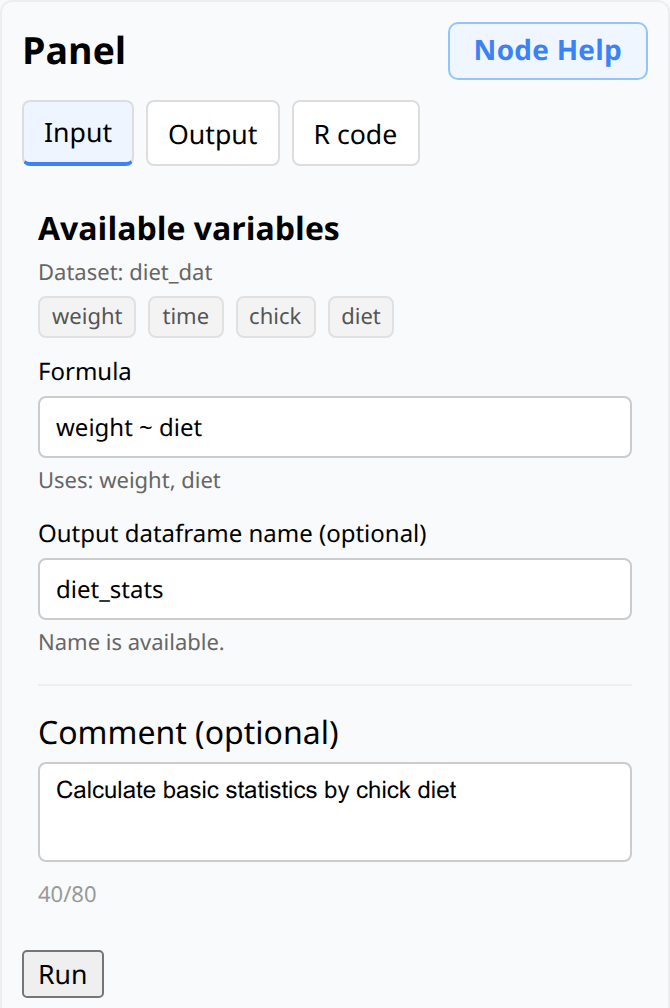 Panel
Node Help
Input Output R code
Available variables
Dataset: diet_dat
weight time chick diet
Formula
weight ~ diet
Uses: weight, diet
Output dataframe name (optional)
diet_stats
Name is available.
Comment (optional)
Calculate basic statistics by chick diet
40/80
Run